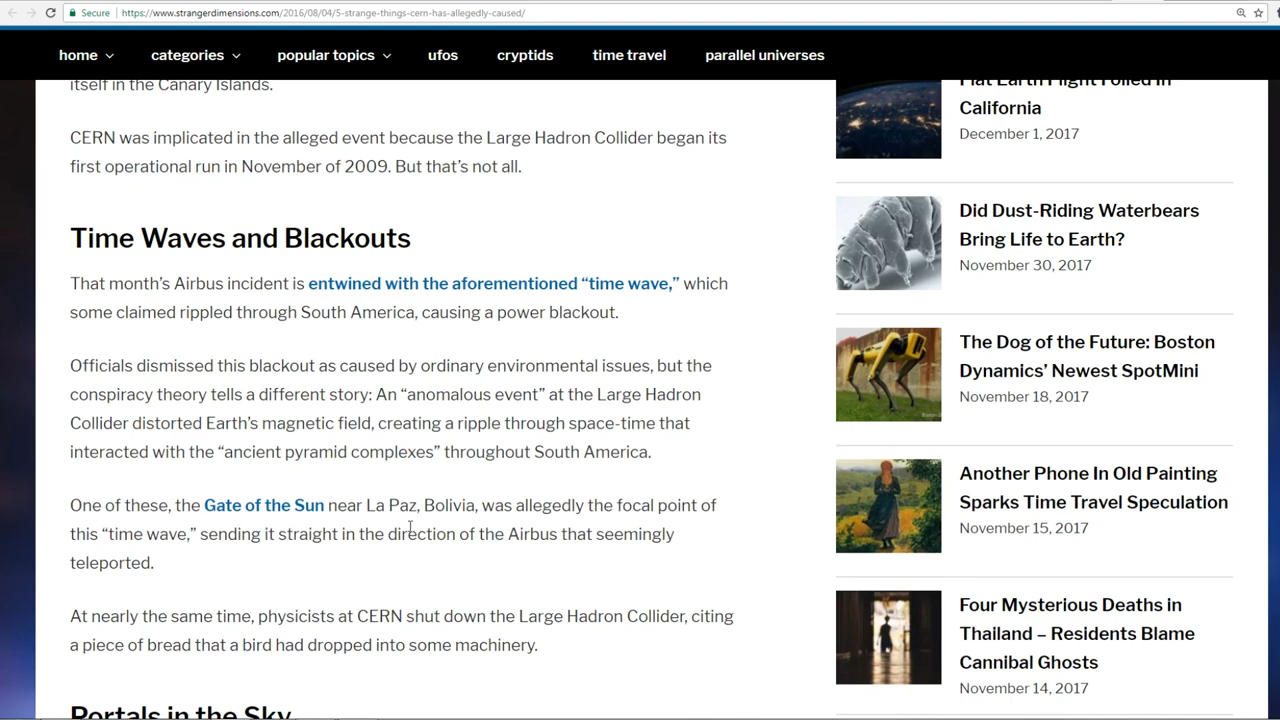 Secure https://www.strangerdimensions.com/2016/08/04/5-strange-things-cern-has-allegedly-caused/
home categories popular topics ufos cryptids time travel parallel universes
itself in the Canary Islands.
CERN was implicated in the alleged event because the Large Hadron Collider began its
first operational run in November of 2009. But that’s not all.
Time Waves and Blackouts
That month’s Airbus incident is entwined with the aforementioned “time wave,” which
some claimed rippled through South America, causing a power blackout.
Officials dismissed this blackout as caused by ordinary environmental issues, but the
conspiracy theory tells a different story: An “anomalous event” at the Large Hadron
Collider distorted Earth’s magnetic field, creating a ripple through space-time that
interacted with the “ancient pyramid complexes” throughout South America.
One of these, the Gate of the Sun near La Paz, Bolivia, was allegedly the focal point of
this “time wave,” sending it straight in the direction of the Airbus that seemingly
teleported.
At nearly the same time, physicists at CERN shut down the Large Hadron Collider, citing
a piece of bread that a bird had dropped into some machinery.
Portals in the Sky
Flat Earth Flight Foiled In
California
December 1, 2017
Did Dust-Riding Waterbears
Bring Life to Earth?
November 30, 2017
The Dog of the Future: Boston
Dynamics’ Newest SpotMini
November 18, 2017
Another Phone In Old Painting
Sparks Time Travel Speculation
November 15, 2017
Four Mysterious Deaths in
Thailand – Residents Blame
Cannibal Ghosts
November 14, 2017